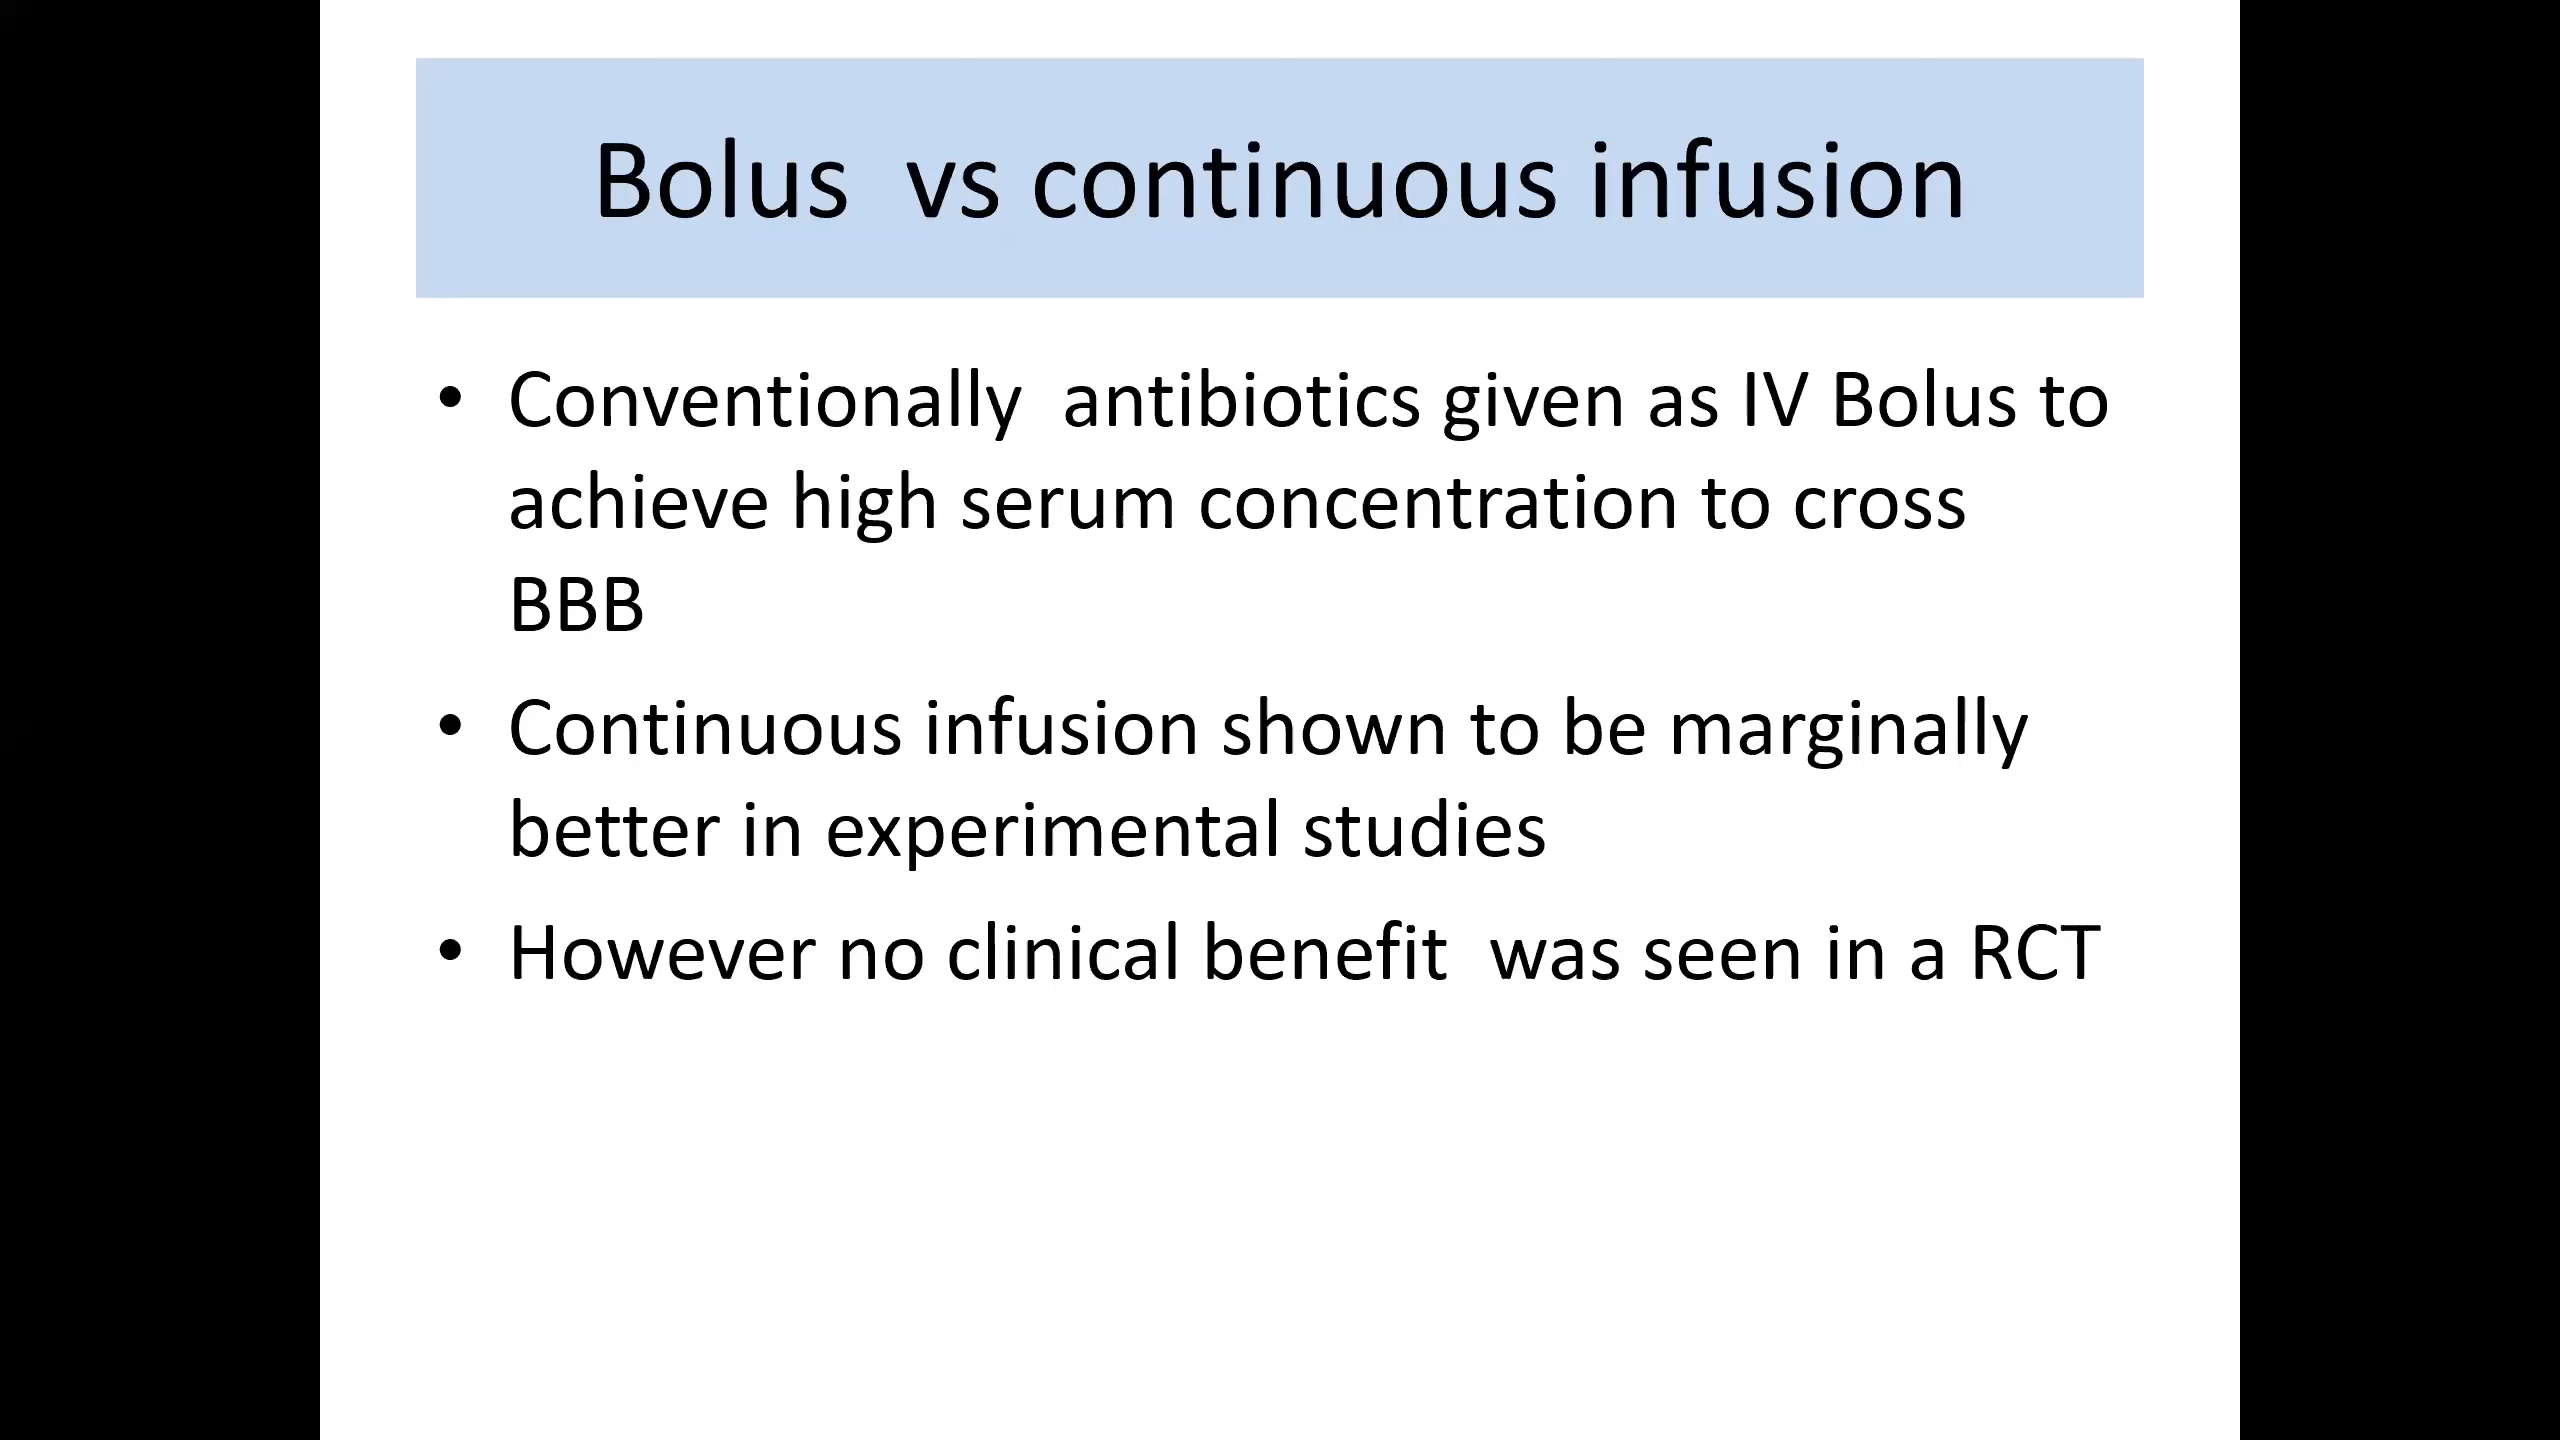 Bolus  vs continuous infusion
• Conventionally  antibiotics given as IV Bolus to
achieve high serum concentration to cross
BBB
• Continuous infusion shown to be marginally
better in experimental studies
• However no clinical benefit  was seen in a RCT